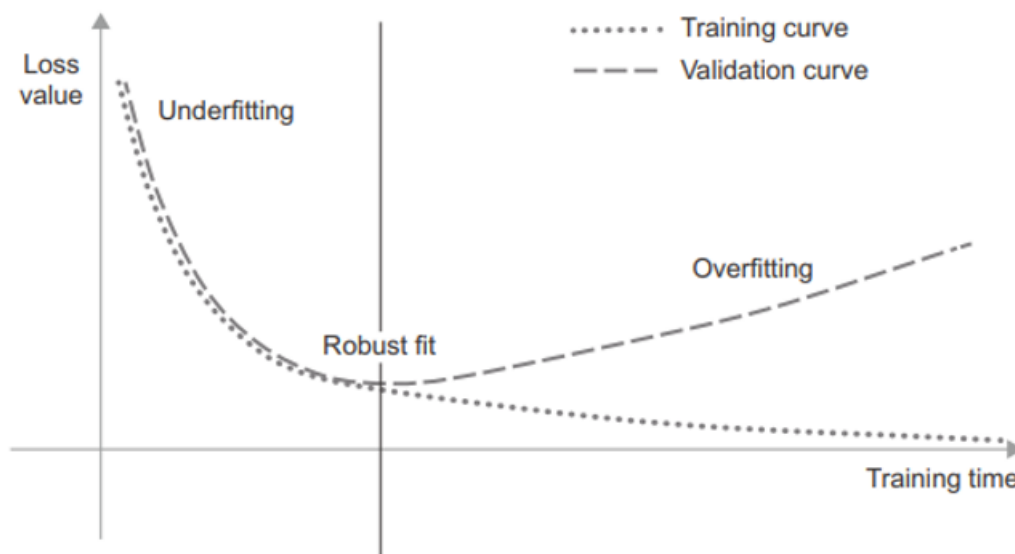 Loss
value
Underfitting
Training curve
Validation curve
Robust fit
Overfitting
Training time